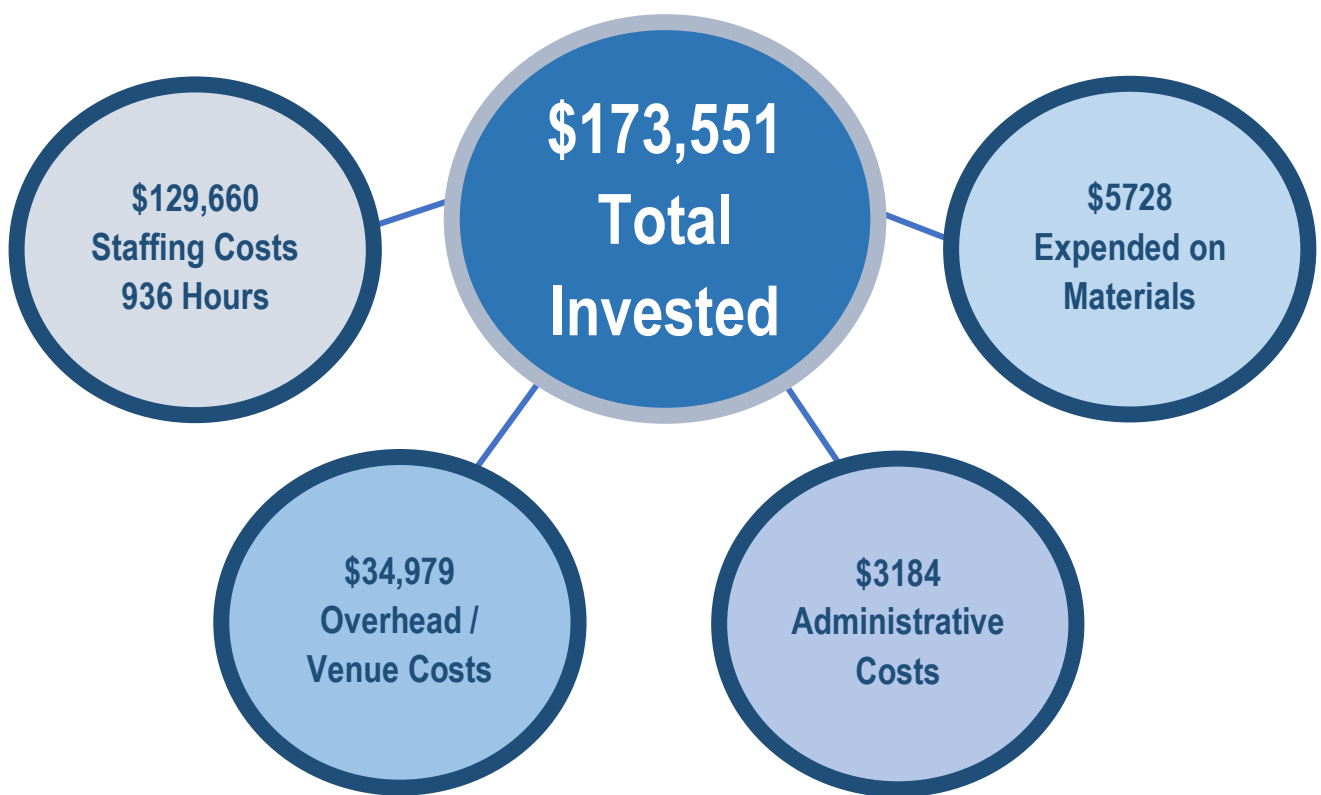 $173,551
Total
Invested
$129,660
Staffing Costs
936 Hours
$5728
Expended on
Materials
$34,979
Overhead /
Venue Costs
$3184
Administrative
Costs